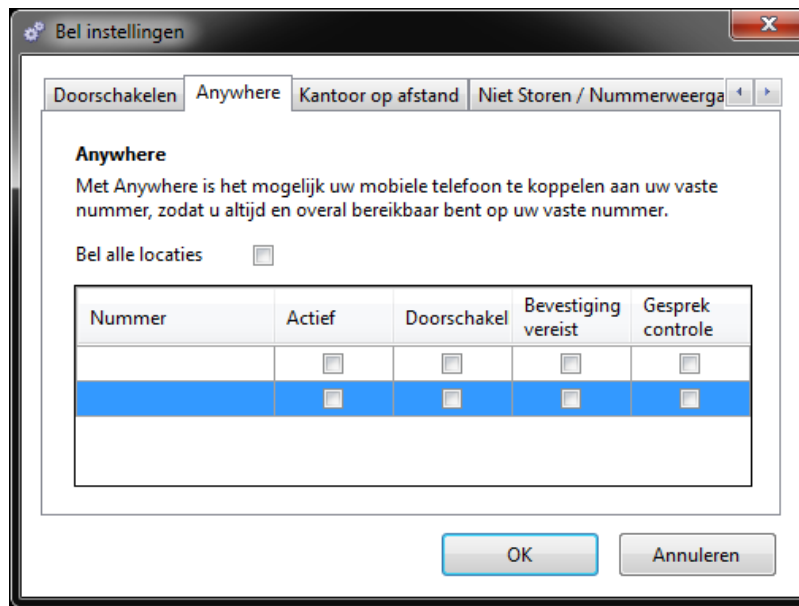 Bel instellingen
Doorschakelen Anywhere Kantoor op afstand Niet Storen / Nummerweerga
Anywhere
Met Anywhere is het mogelijk uw mobiele telefoon te koppelen aan uw vaste
nummer, zodat u altijd en overal bereikbaar bent op uw vaste nummer.
Bel alle locaties
Nummer Actief Doorschakel Bevestiging vereist Gesprek controle
OK Annuleren